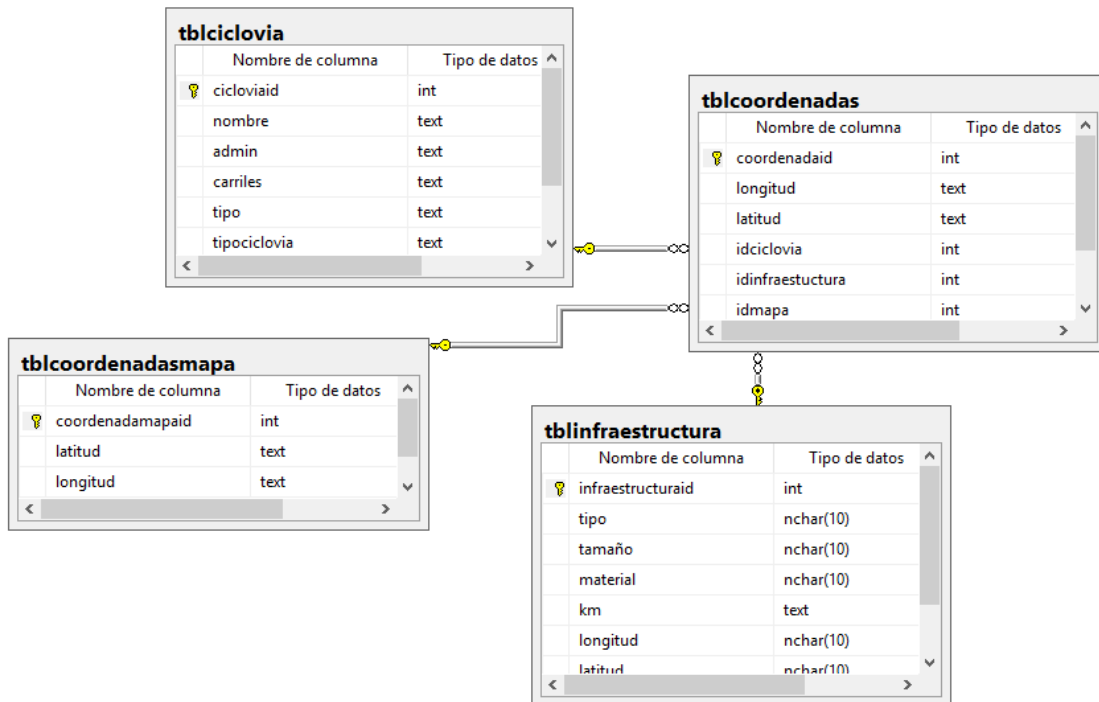 tblciclovia
Nombre de columna Tipo de datos
cicloviaid int
nombre text
admin text
carriles text
tipo text
tipociclovia text
tblcoordenadas
Nombre de columna Tipo de datos
coordenadaid int
longitud text
latitud text
idciclovia int
idinfraestuctura int
idmapa int
tblcoordenadasmapa
Nombre de columna Tipo de datos
coordenadamapaid int
latitud text
longitud text
tblinfraestructura
Nombre de columna Tipo de datos
infraestructuraid int
tipo nchar(10)
tamaño nchar(10)
material nchar(10)
km text
longitud nchar(10)
latitud nchar(10)